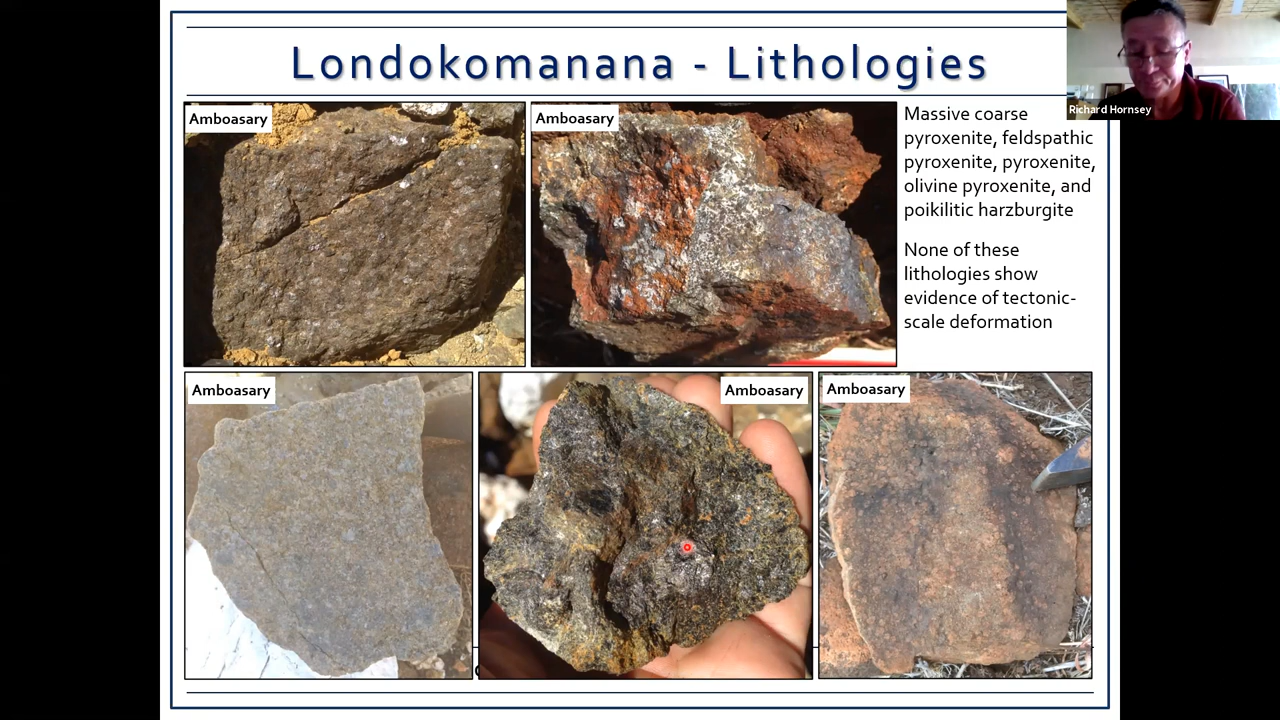 Londokomanana - Lithologies
Richard Hornsey
Amboasary
Amboasary
Massive coarse
pyroxenite, feldspathic
pyroxenite, pyroxenite,
olivine pyroxenite, and
poikilitic harzburgite
None of these
lithologies show
evidence of tectonic-
scale deformation
Amboasary
Amboasary
Amboasary